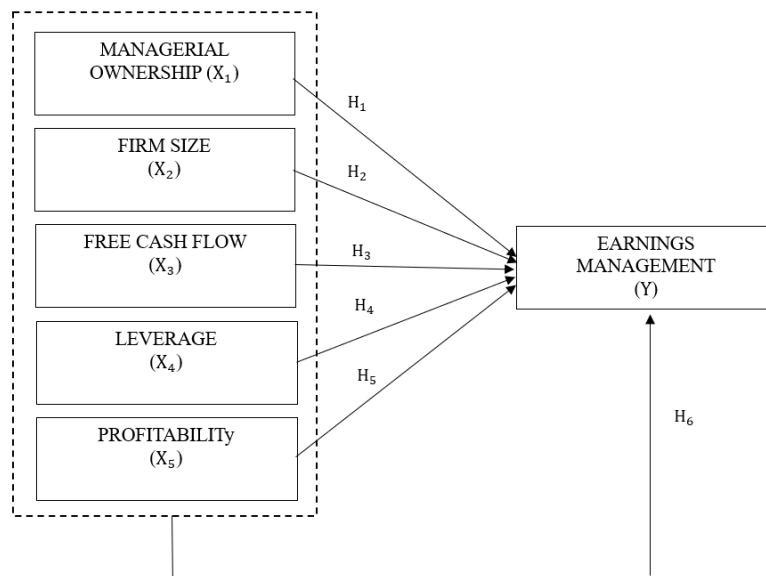 MANAGERIAL
OWNERSHIP (X₁)
H₁
FIRM SIZE
(X₂)
H₂
FREE CASH FLOW
(X₃)
H₃
EARNINGS
MANAGEMENT
(Y)
LEVERAGE
(X₄)
H₄
PROFITABILITy
(X₅)
H₅
H₆